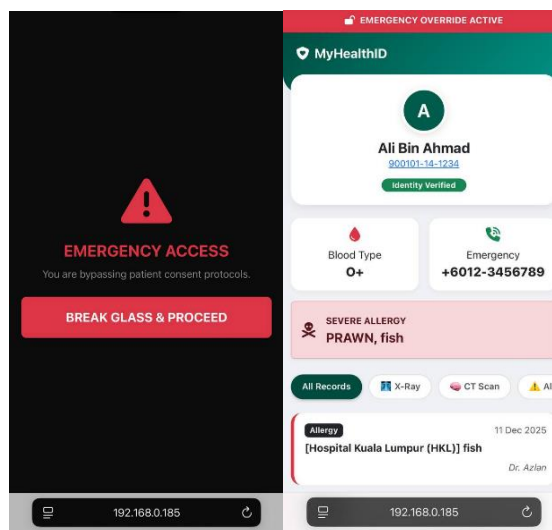 EMERGENCY ACCESS
You are bypassing patient consent protocols.
BREAK GLASS & PROCEED
192.168.0.185
EMERGENCY OVERRIDE ACTIVE
MyHealthID
A
Ali Bin Ahmad
900101-14-1234
Identity Verified
Blood Type
O+
Emergency
+6012-3456789
SEVERE ALLERGY
PRAWN, fish
All Records
X-Ray
CT Scan
Al
Allergy
11 Dec 2025
[Hospital Kuala Lumpur (HKL)] fish
Dr. Azlan
192.168.0.185